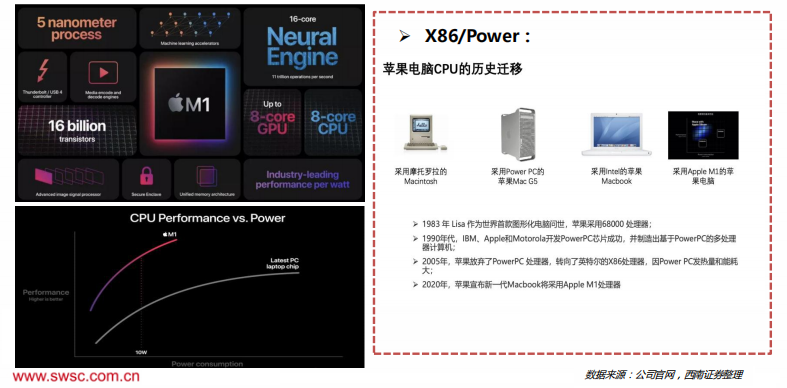 5 nanometer
process
Machine learning accelerators
16-core
Neural
Engine
11 trillion operations per second
Thunderbolt / USB 4
controller
Media encode and
decode engines
M1
Up to
8-core
GPU
8-core
CPU
16 billion
transistors
Advanced image signal processor
Secure Enclave
Unified memory architecture
Industry-leading
performance per watt
CPU Performance vs. Power
M1
Latest PC
laptop chip
Performance
Higher is better
10W
Power consumption
➢ X86/Power：
苹果电脑CPU的历史迁移
采用摩托罗拉的
Macintosh
采用Power PC的
苹果Mac G5
采用Intel的苹果
Macbook
采用Apple M1的苹
果电脑
➢ 1983 年 Lisa 作为世界首款图形化电脑问世，苹果采用68000 处理器；
➢ 1990年代，IBM、Apple和Motorola开发PowerPC芯片成功，并制造出基于PowerPC的多处理
器计算机；
➢ 2005年，苹果放弃了PowerPC 处理器，转向了英特尔的X86处理器，因Power PC发热量和能耗
大；
➢ 2020年，苹果宣布新一代Macbook将采用Apple M1处理器
www.swsc.com.cn
数据来源：公司官网，西南证券整理